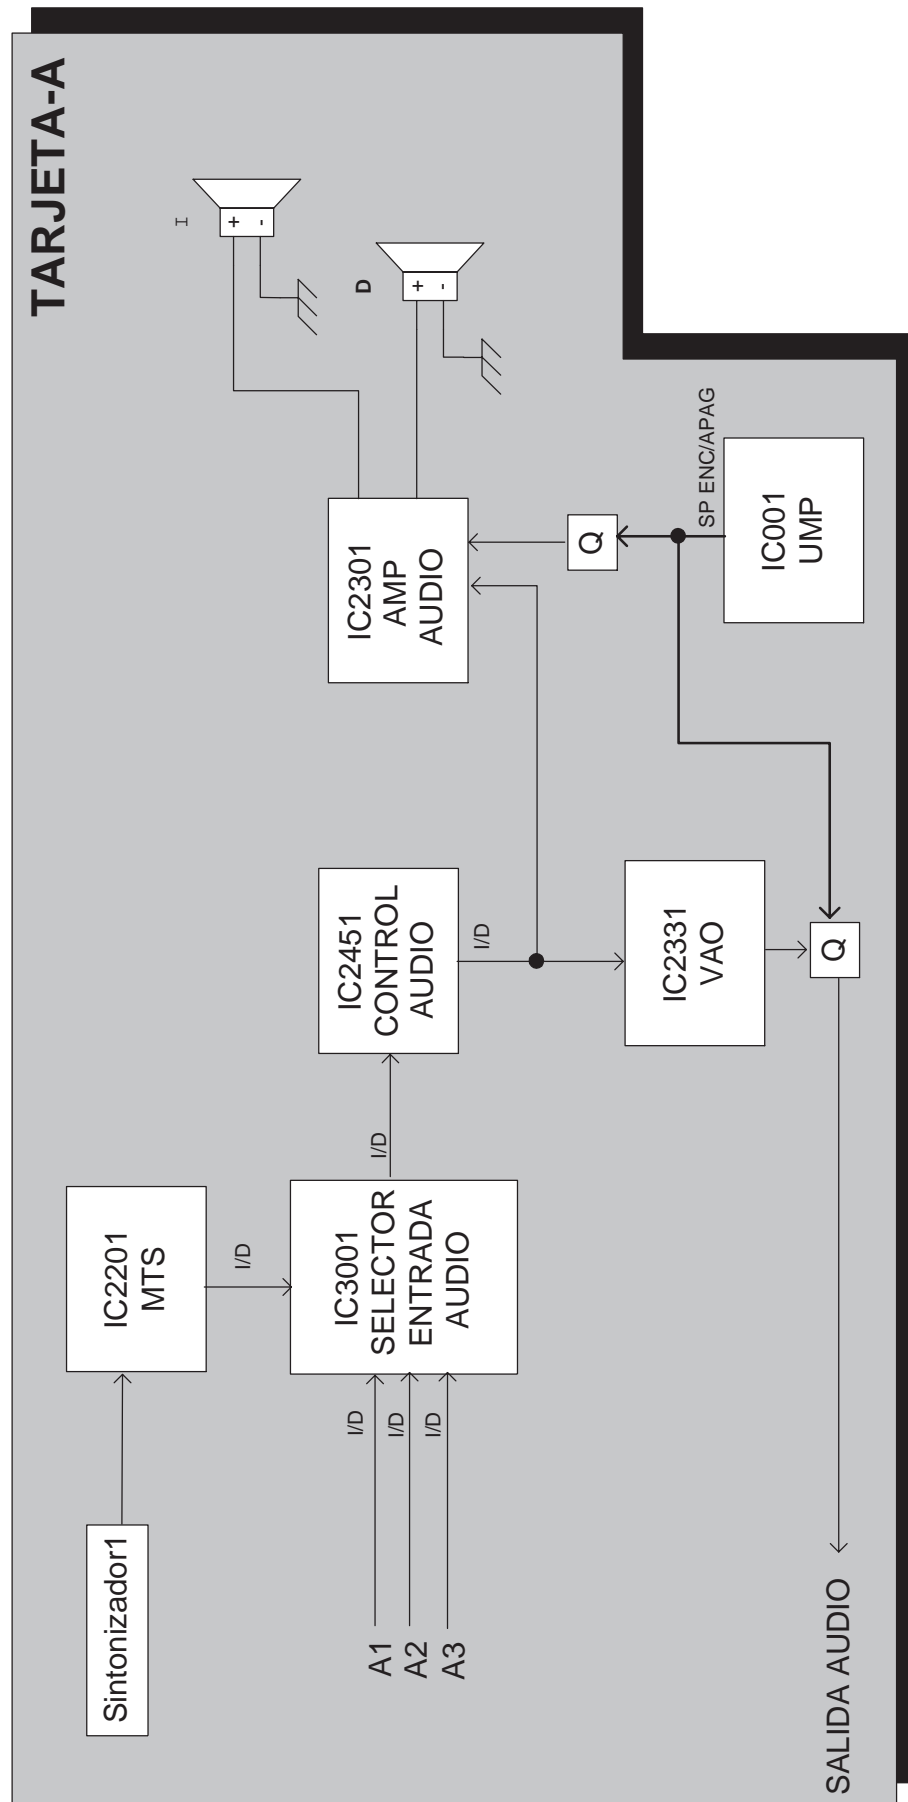 TARJETA-A
Sintonizador1
IC2201
MTS
I/D
A1
A2
A3
I/D
I/D
I/D
IC3001
SELECTOR
ENTRADA
AUDIO
I/D
IC2451
CONTROL
AUDIO
I/D
IC2331
VAO
Q
SALIDA AUDIO
IC2301
AMP
AUDIO
Q
SP ENC/APAG
IC001
UMP
I
+
-
D
+
-